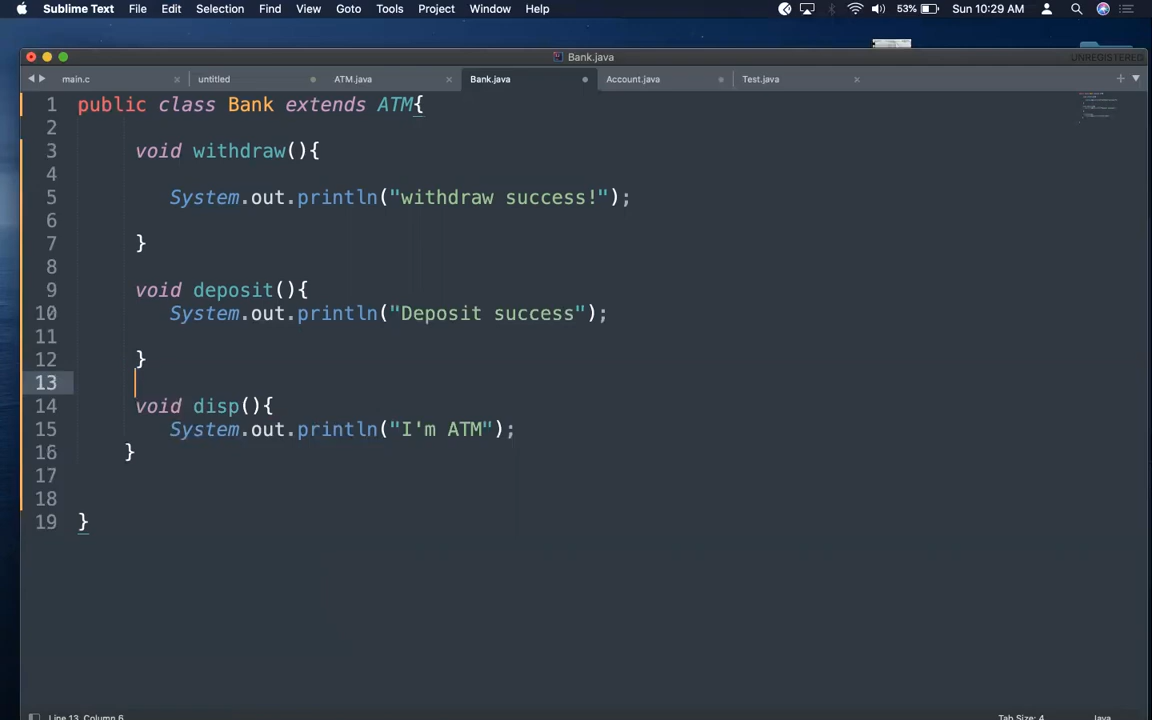 Sublime Text File Edit Selection Find View Goto Tools Project Window Help 53% Sun 10:29 AM
Bank.java
UNREGISTERED
main.c untitled ATM.java Bank.java Account.java Test.java
1 public class Bank extends ATM{
2
3 void withdraw(){
4
5 System.out.println("withdraw success!");
6
7 }
8
9 void deposit(){
10 System.out.println("Deposit success");
11
12 }
13
14 void disp(){
15 System.out.println("I'm ATM");
16 }
17
18
19 }
Line 13, Column 6 Tab Size: 4 Java